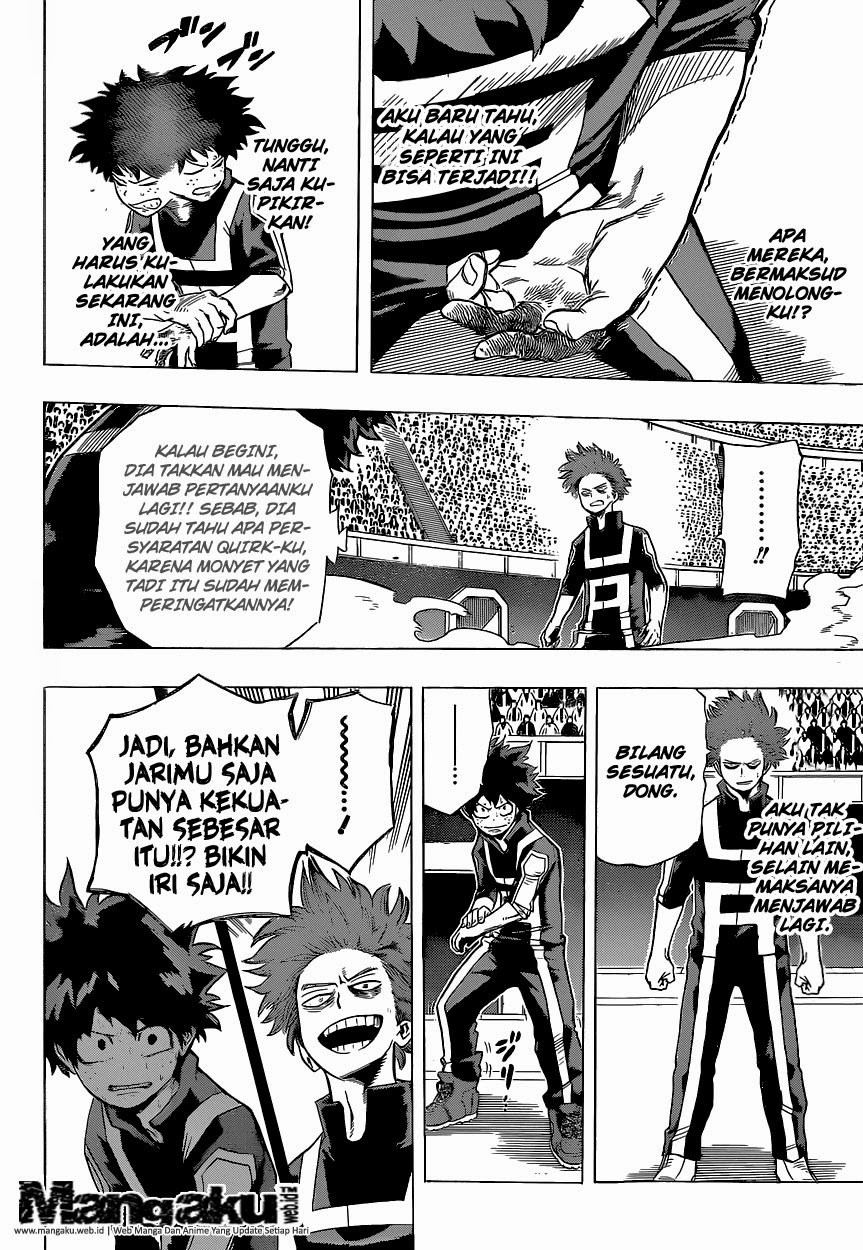 AKU BARU TAHU,
KALAU YANG
SEPERTI INI
BISA TERJADI!!
APA
MEREKA,
BERMAKSUD
MENOLONG-
KU!?
TUNGGU,
NANTI
SAJA KU-
PIKIR-
KAN!
YANG
HARUS KU-
LAKUKAN
SEKARANG
INI,
ADALAH...
........!!
KALAU BEGINI,
DIA TAKKAN MAU MEN-
JAWAB PERTANYAANKU
LAGI!! SEBAB, DIA
SUDAH TAHU APA PER-
SYARATAN QUIRK-KU,
KARENA MONYET YANG
TADI ITU SUDAH MEM-
PERINGATKANNYA!
BILANG
SESUATU,
DONG.
AKU TAK
PUNYA PILI-
HAN LAIN,
SELAIN ME-
MAKSANYA
MENJAWAB
LAGI.
JADI, BAHKAN
JARIMU SAJA
PUNYA KEKUA-
TAN SEBESAR
ITU!!? BIKIN
IRI SAJA!!
Mangaku
web.id
www.mangaku.web.id | Web Manga Dan Anime Yang Update Setiap Hari